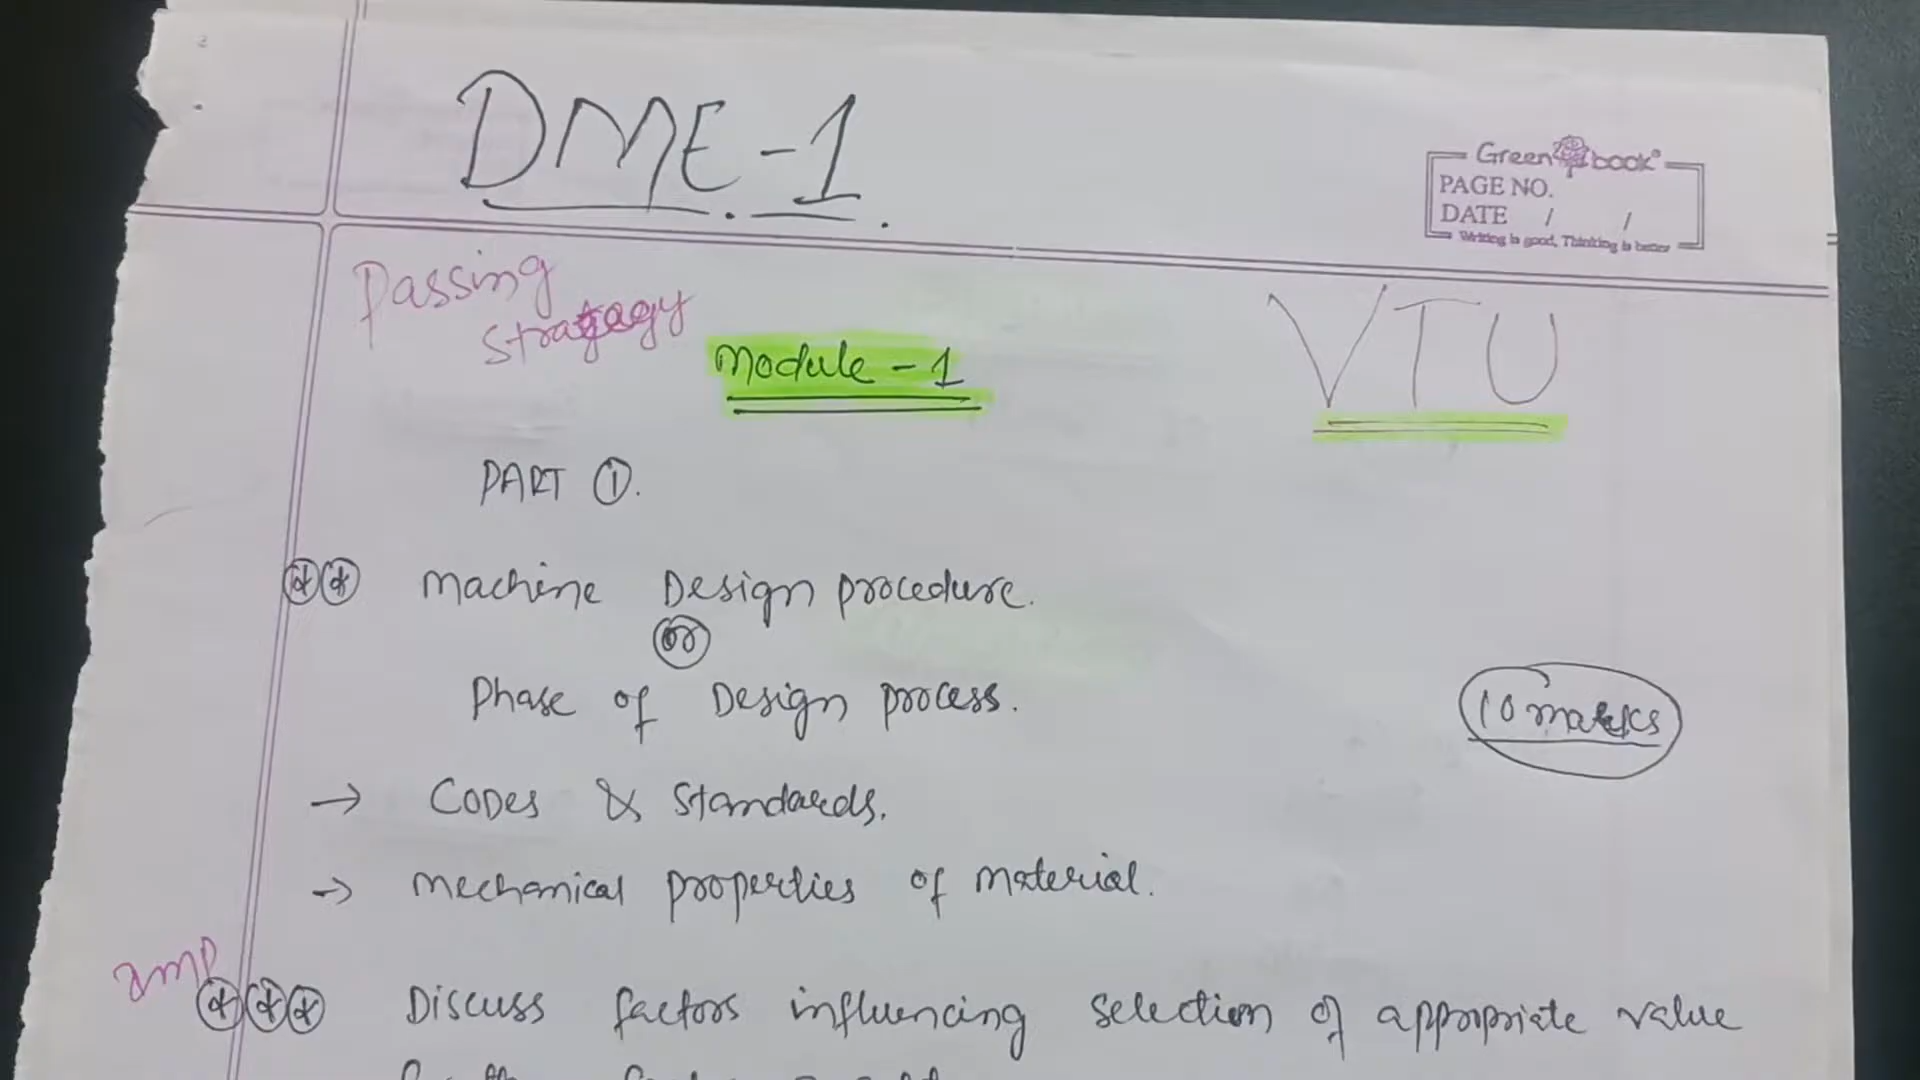 DME-1
Green book
PAGE NO.
DATE / /
Writing is good, Thinking is better
Passing
Strategy
VTU
Module - 1
PART ①.
Machine Design procedure.
or
Phase of Design process.
10 marks
→ Codes & Standards.
→ Mechanical properties of material.
Imp
Discuss factors influencing selection of appropriate value